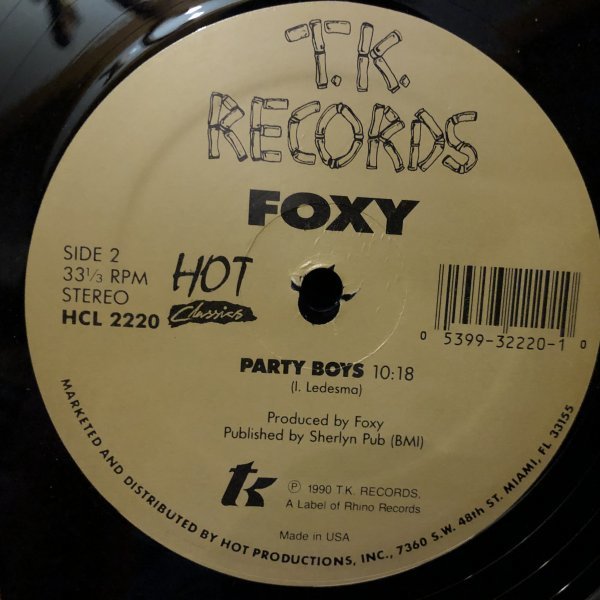 T.K.
RECORDS
FOXY
SIDE 2
33 1/3 RPM
STEREO
HCL 2220
HOT
Classics
0 5399-32220-1 0
PARTY BOYS 10:18
(I. Ledesma)
Produced by Foxy
Published by Sherlyn Pub (BMI)
tk
℗ 1990 T.K. RECORDS,
A Label of Rhino Records
Made in USA
MARKETED AND DISTRIBUTED BY HOT PRODUCTIONS, INC., 7360 S.W. 48th ST. MIAMI, FL 33155